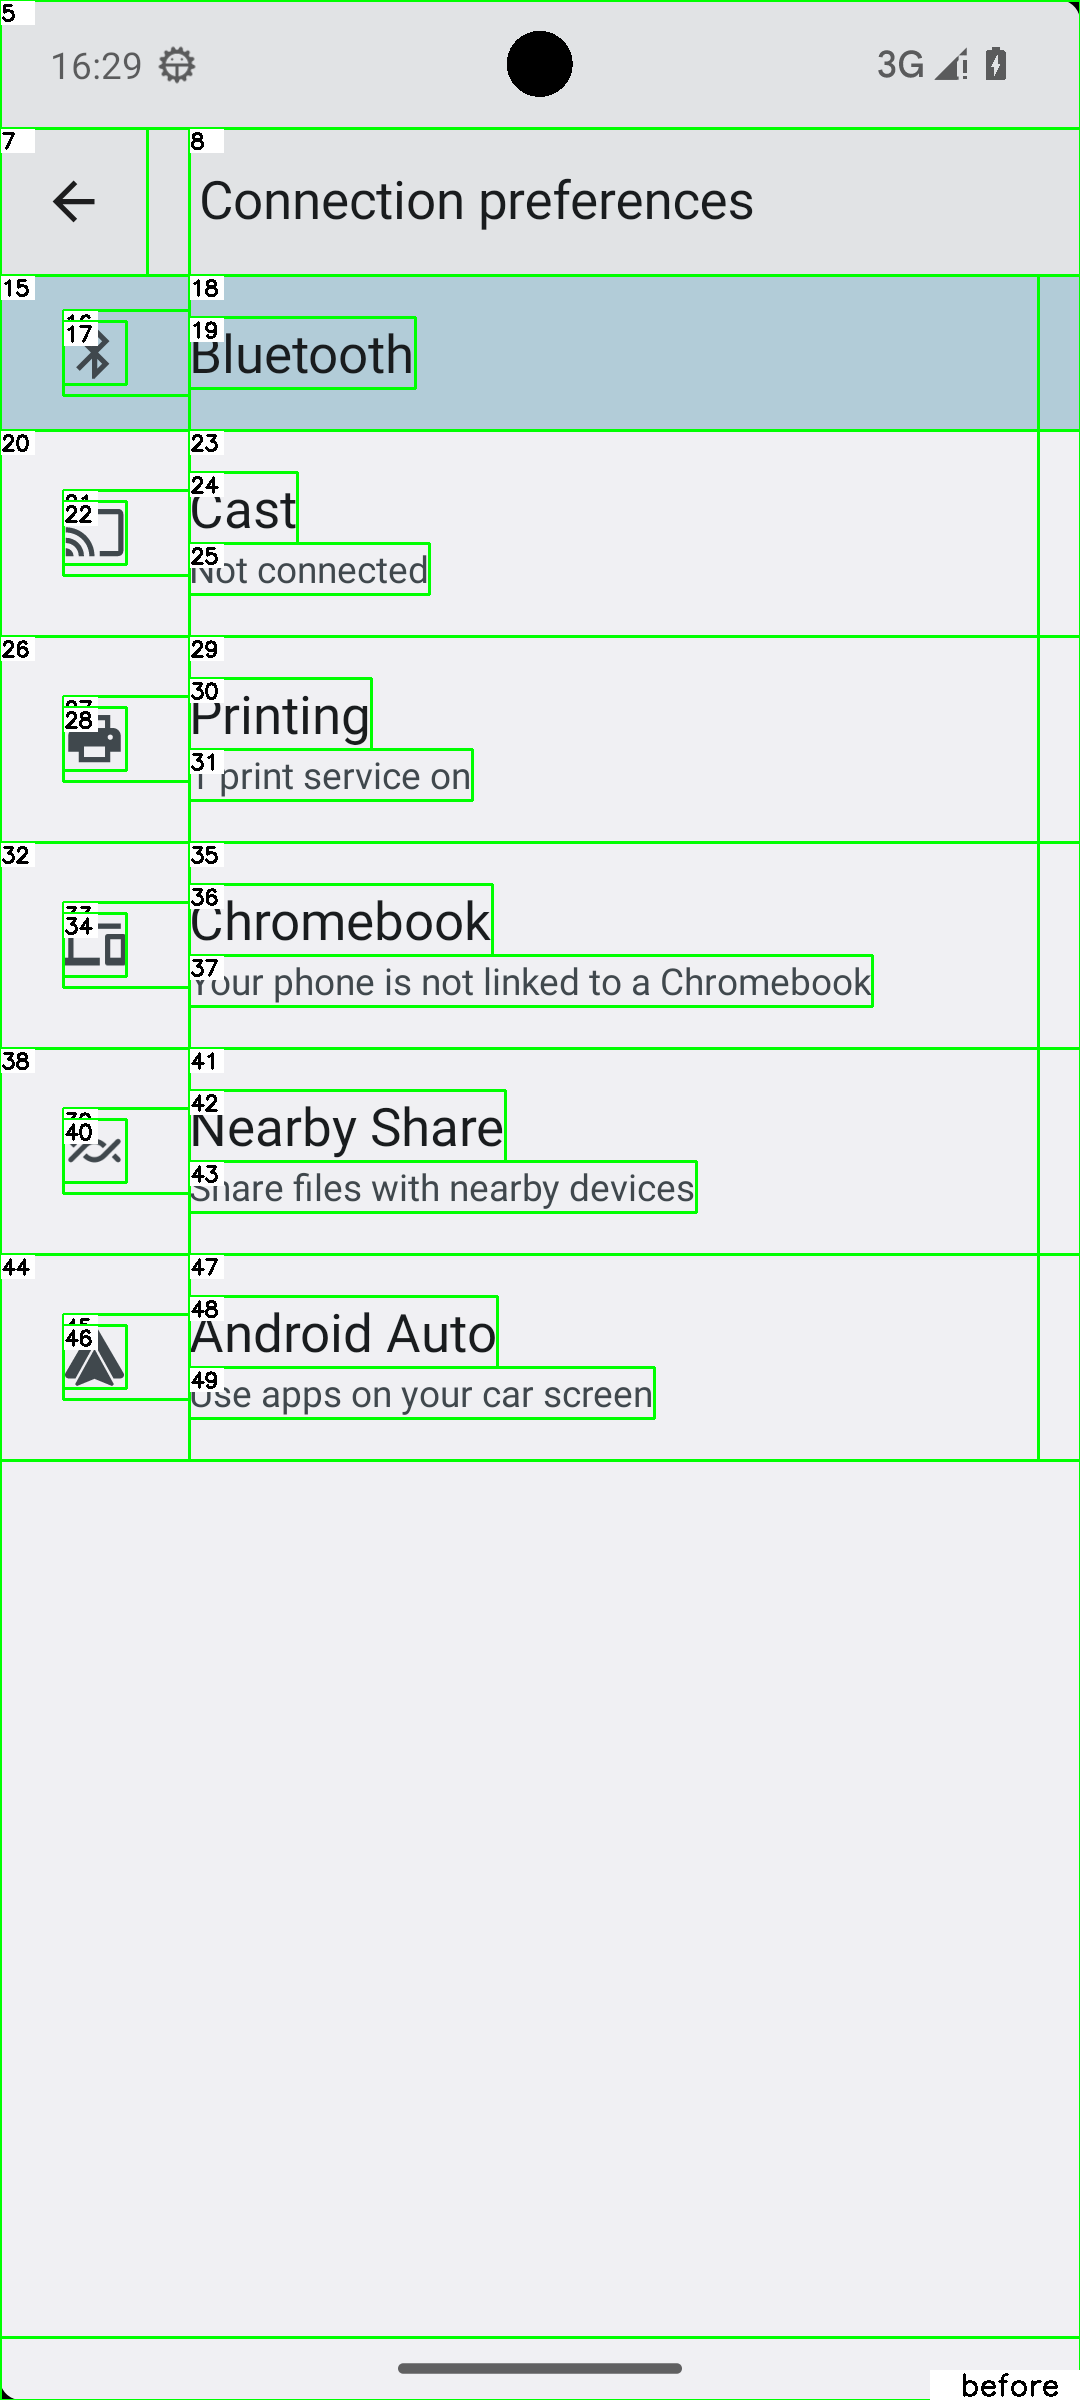 5
16:29
3G
7
8
Connection preferences
15
18
17
19
Bluetooth
20
23
22
24
Cast
25
Not connected
26
29
28
30
Printing
31
1 print service on
32
35
34
36
Chromebook
37
Your phone is not linked to a Chromebook
38
41
40
42
Nearby Share
43
Share files with nearby devices
44
47
46
48
Android Auto
49
Use apps on your car screen
before